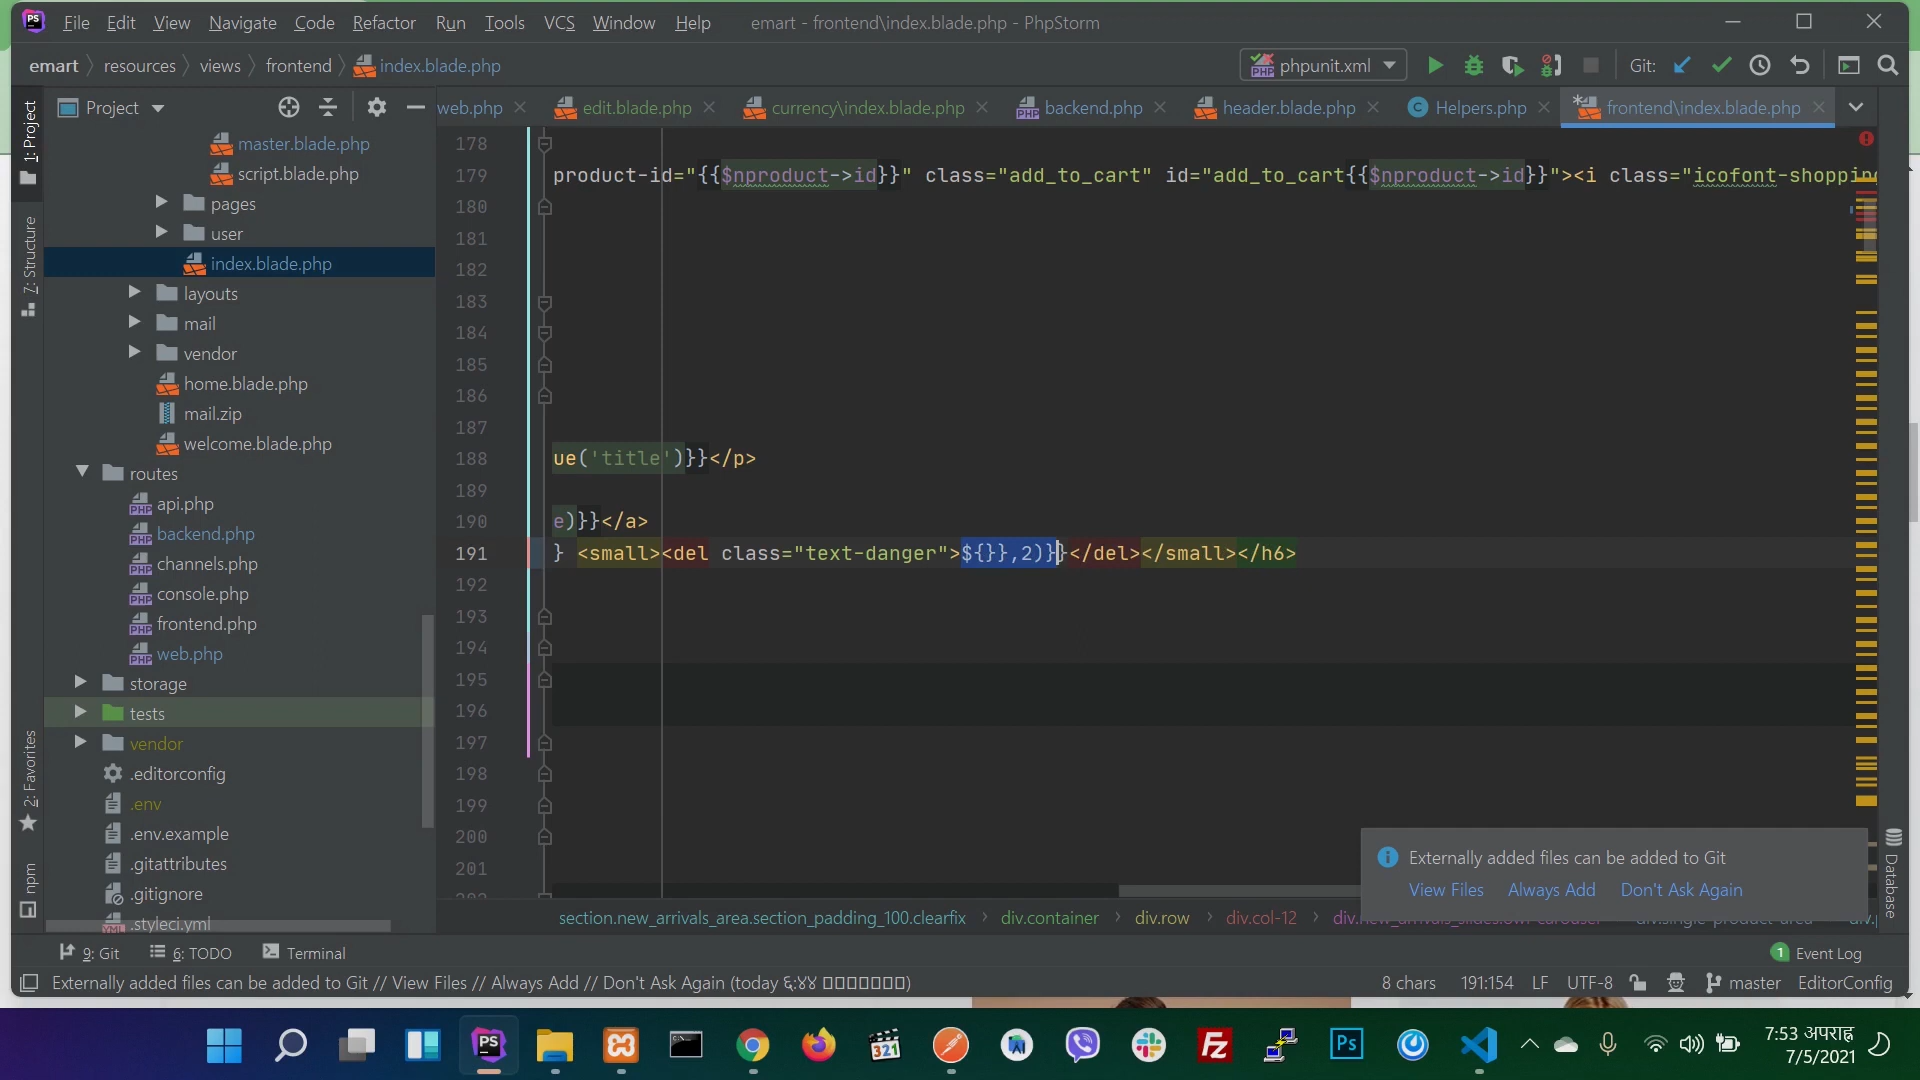 File Edit View Navigate Code Refactor Run Tools VCS Window Help emart - frontend\index.blade.php - PhpStorm
emart resources views frontend index.blade.php phpunit.xml Git:
Project web.php edit.blade.php currency\index.blade.php backend.php header.blade.php Helpers.php frontend\index.blade.php
1: Project
7: Structure
2: Favorites
npm
Database
master.blade.php
script.blade.php
pages
user
index.blade.php
layouts
mail
vendor
home.blade.php
mail.zip
welcome.blade.php
routes
api.php
backend.php
channels.php
console.php
frontend.php
web.php
storage
tests
vendor
.editorconfig
.env
.env.example
.gitattributes
.gitignore
.styleci.yml
178
179 product-id="{{$nproduct->id}}" class="add_to_cart" id="add_to_cart{{$nproduct->id}}"><i class="icofont-shopping
180
181
182
183
184
185
186
187
188 ue('title')}}</p>
189
190 e)}}</a>
191 } <small><del class="text-danger">${}},2)}}</del></small></h6>
192
193
194
195
196
197
198
199
200
201
Externally added files can be added to Git
View Files Always Add Don't Ask Again
section.new_arrivals_area.section_padding_100.clearfix div.container div.row div.col-12
9: Git 6: TODO Terminal 1 Event Log
Externally added files can be added to Git // View Files // Always Add // Don't Ask Again 8 chars 191:154 LF UTF-8 master EditorConfig
7:53 अपराह्न
7/5/2021